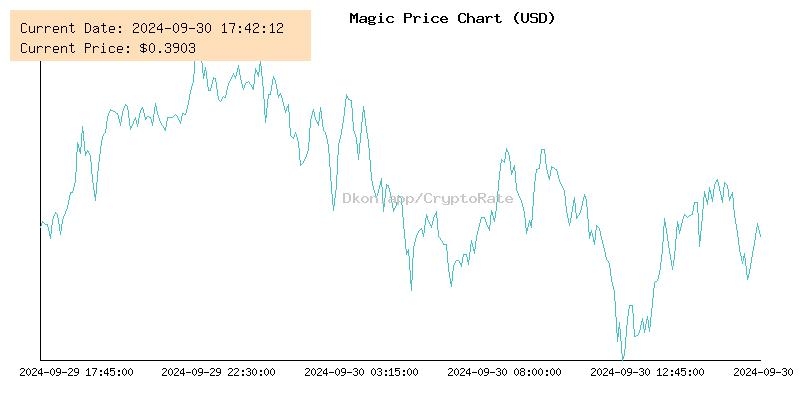 Magic Price Chart (USD)
Current Date: 2024-09-30 17:42:12
Current Price: $0.3903
Dkon.app/CryptoRate
2024-09-29 17:45:00 2024-09-29 22:30:00 2024-09-30 03:15:00 2024-09-30 08:00:00 2024-09-30 12:45:00 2024-09-30